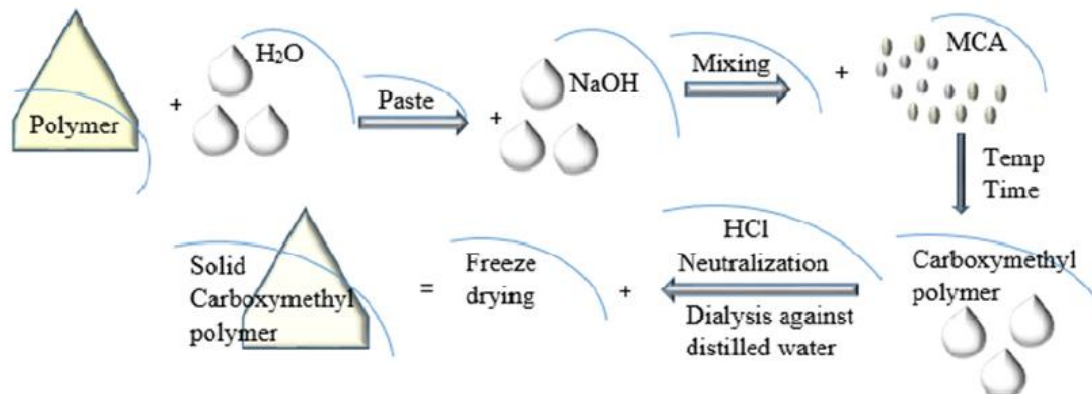 Polymer
+
H₂O
Paste
+
NaOH
Mixing
+
MCA
Temp
Time
Carboxymethyl
polymer
HCl
Neutralization
Dialysis against
distilled water
+
Freeze
drying
=
Solid
Carboxymethyl
polymer